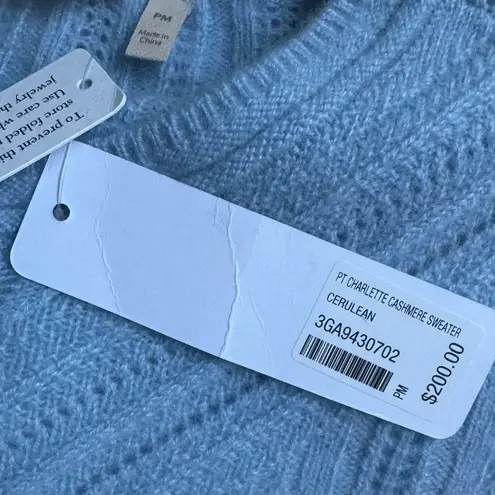 PM
Made in
China
To prevent
store folded
Use care
jewelry
PT CHARLETTE CASHMERE SWEATER
CERULEAN
3GA9430702
PM
$200.00